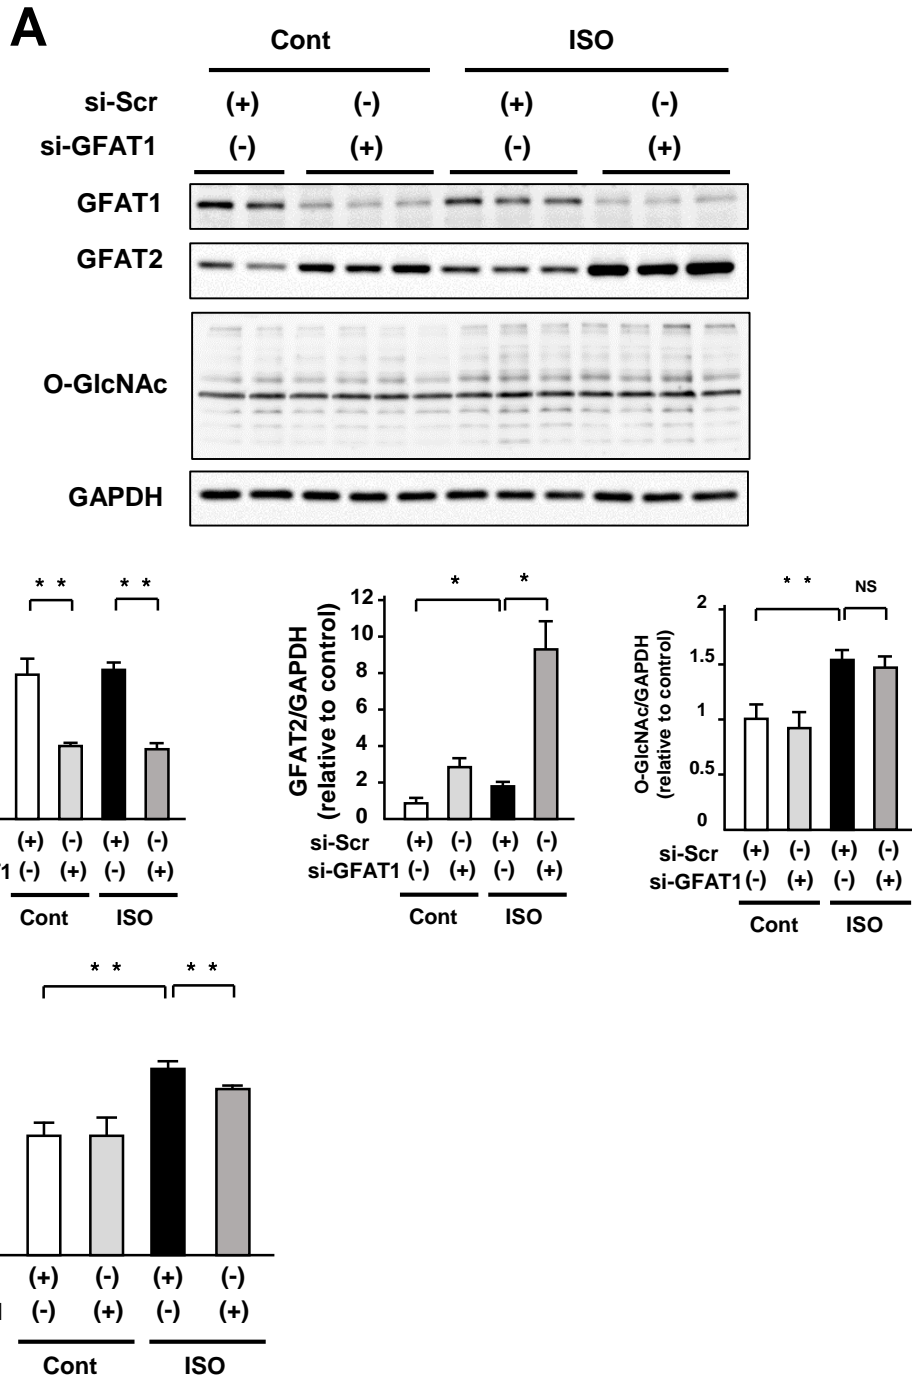 A
Cont ISO
si-Scr (+) (-) (+) (-)
si-GFAT1 (-) (+) (-) (+)
GFAT1
GFAT2
O-GlcNAc
GAPDH
* * * *
(+) (-) (+) (-)
1 (-) (+) (-) (+)
Cont ISO
* *
GFAT2/GAPDH
(relative to control)
12
10
8
6
4
2
0
si-Scr (+) (-) (+) (-)
si-GFAT1 (-) (+) (-) (+)
Cont ISO
* * NS
O-GlcNAc/GAPDH
(relative to control)
2
1.5
1
0.5
0
si-Scr (+) (-) (+) (-)
si-GFAT1 (-) (+) (-) (+)
Cont ISO
* * * *
(+) (-) (+) (-)
(-) (+) (-) (+)
Cont ISO